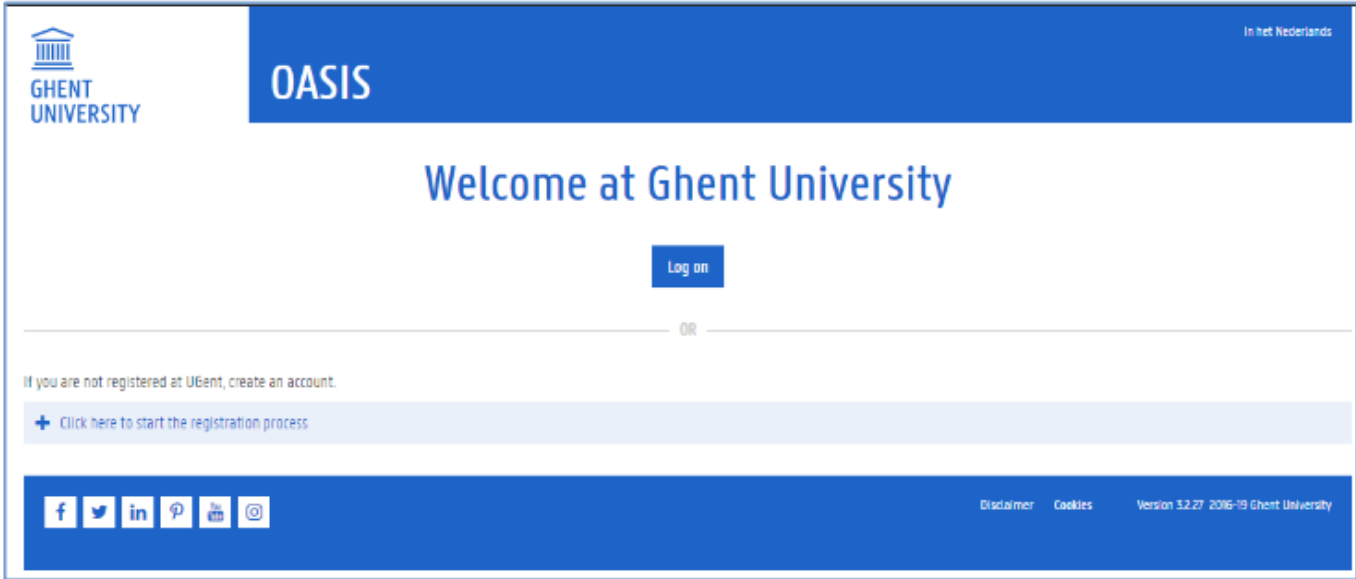 GHENT
UNIVERSITY
OASIS
In het Nederlands
Welcome at Ghent University
Log on
OR
If you are not registered at UGent, create an account.
Click here to start the registration process
Disclaimer Cookies Version 3.2.27 2016-19 Ghent University